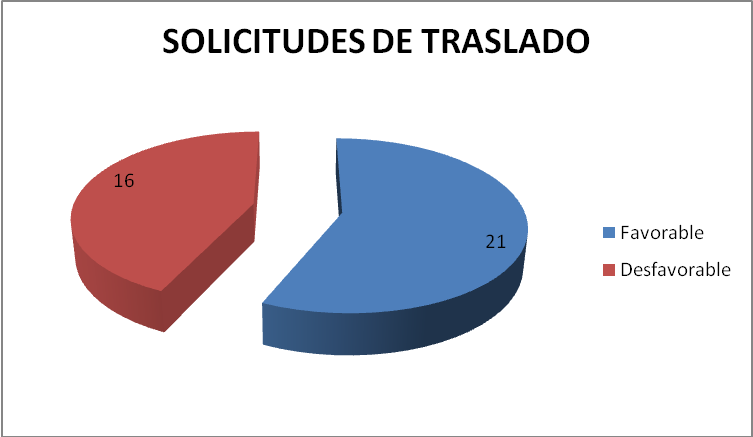 SOLICITUDES DE TRASLADO
16
21
Favorable
Desfavorable